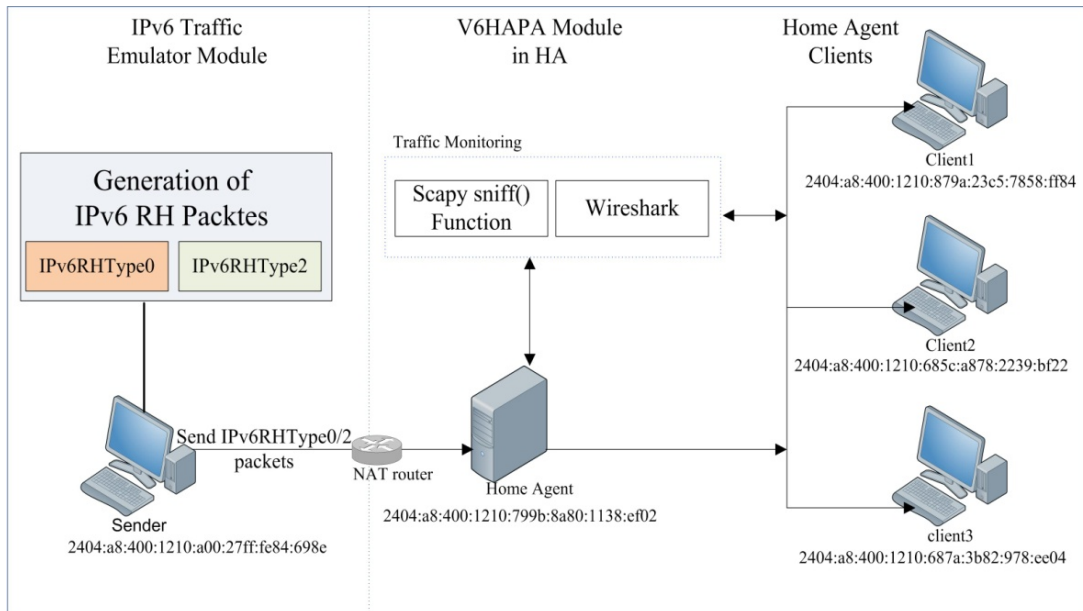 IPv6 Traffic
Emulator Module
V6HAPA Module
in HA
Home Agent
Clients
Generation of
IPv6 RH Packtes
IPv6RHType0
IPv6RHType2
Traffic Monitoring
Scapy sniff()
Function
Wireshark
Client1
2404:a8:400:1210:879a:23c5:7858:ff84
Client2
2404:a8:400:1210:685c:a878:2239:bf22
Send IPv6RHType0/2
packets
NAT router
Sender
2404:a8:400:1210:a00:27ff:fe84:698e
Home Agent
2404:a8:400:1210:799b:8a80:1138:ef02
client3
2404:a8:400:1210:687a:3b82:978:ee04